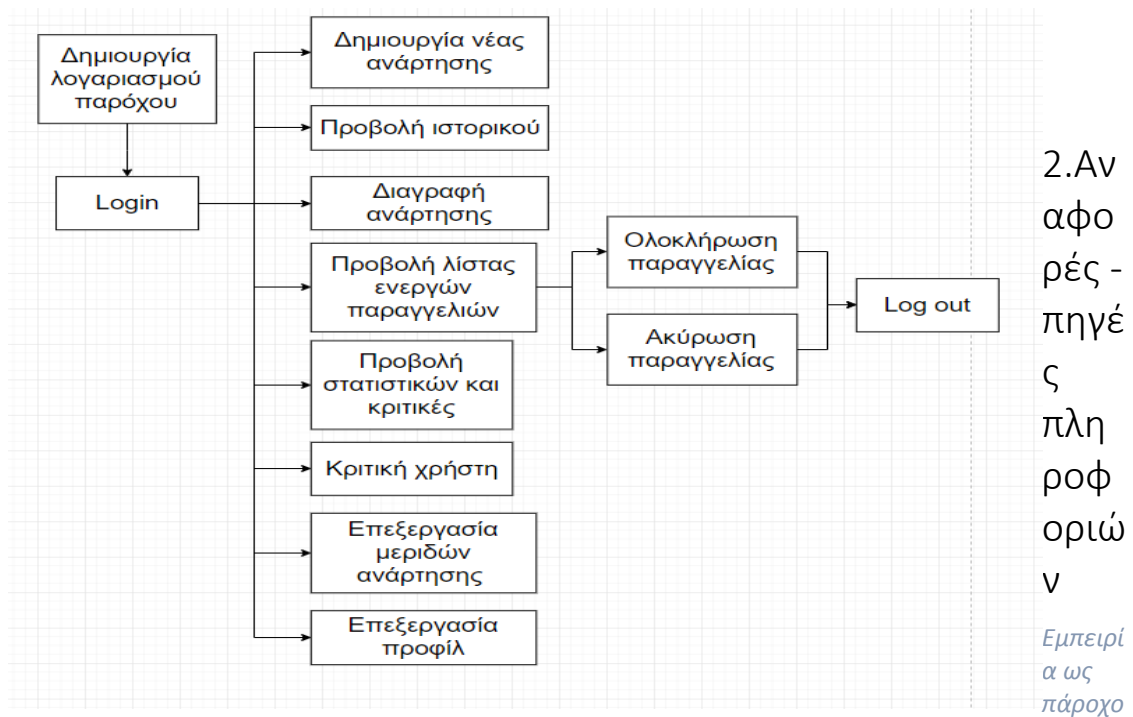 Δημιουργία
λογαριασμού
παρόχου
Login
Δημιουργία νέας
ανάρτησης
Προβολή ιστορικού
Διαγραφή
ανάρτησης
Προβολή λίστας
ενεργών
παραγγελιών
Προβολή
στατιστικών και
κριτικές
Κριτική χρήστη
Επεξεργασία
μεριδών
ανάρτησης
Επεξεργασία
προφίλ
Ολοκλήρωση
παραγγελίας
Ακύρωση
παραγγελίας
Log out
2.Αν
αφο
ρές -
πηγέ
ς
πλη
ροφ
οριώ
ν
Εμπειρί
α ως
πάροχο